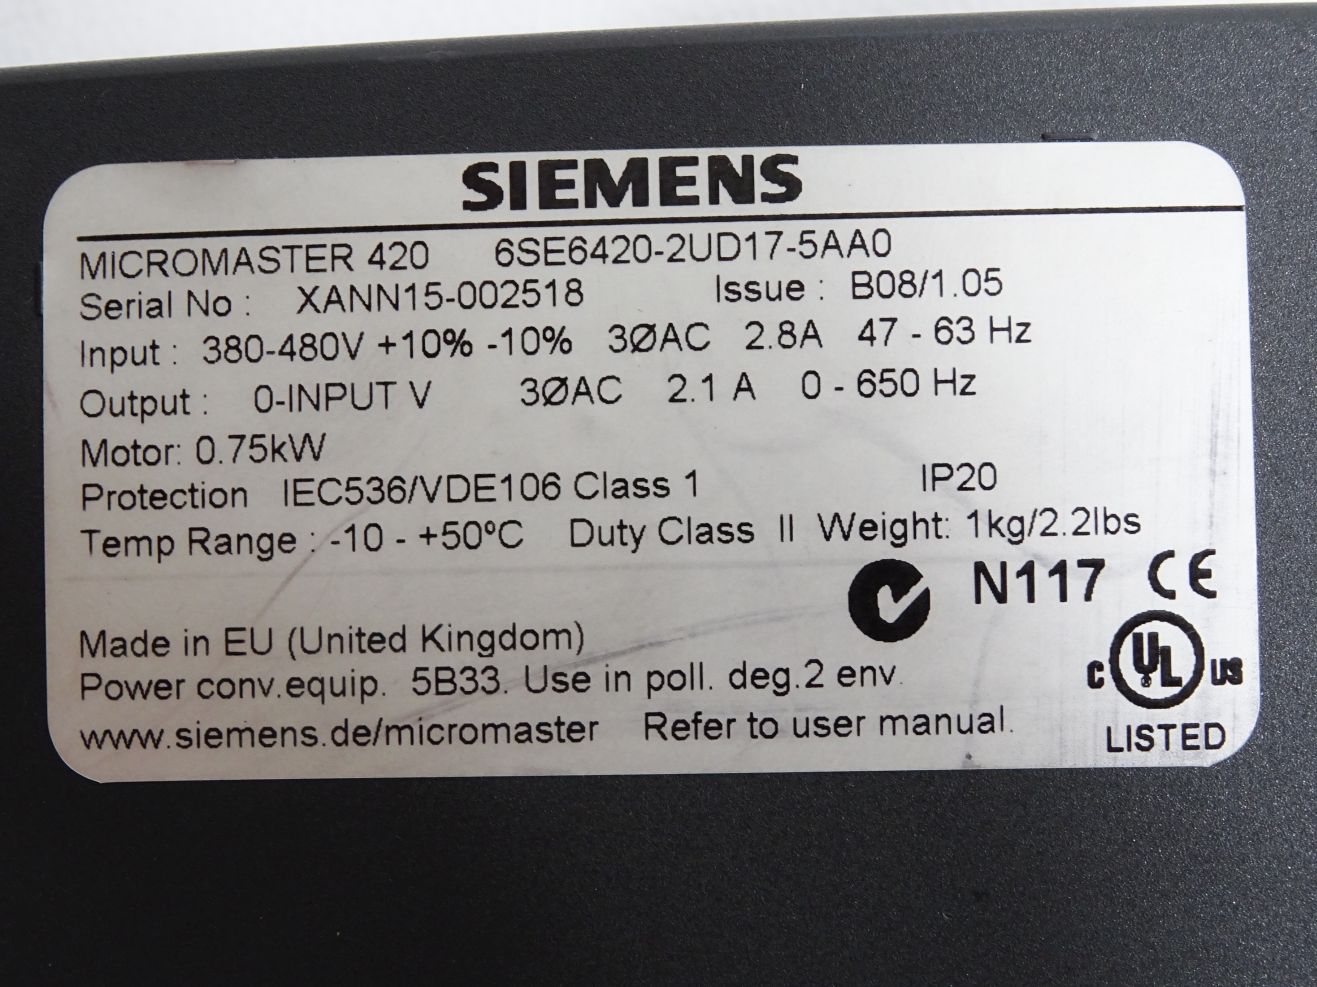 SIEMENS
MICROMASTER 420 6SE6420-2UD17-5AA0
Serial No : XANN15-002518 Issue : B08/1.05
Input : 380-480V +10% -10% 3ØAC 2.8A 47 - 63 Hz
Output : 0-INPUT V 3ØAC 2.1 A 0 - 650 Hz
Motor: 0.75kW
Protection IEC536/VDE106 Class 1 IP20
Temp Range : -10 - +50ºC Duty Class II Weight: 1kg/2.2lbs
N117 CE
Made in EU (United Kingdom)
Power conv.equip. 5B33. Use in poll. deg.2 env.
C UL US
www.siemens.de/micromaster Refer to user manual.
LISTED